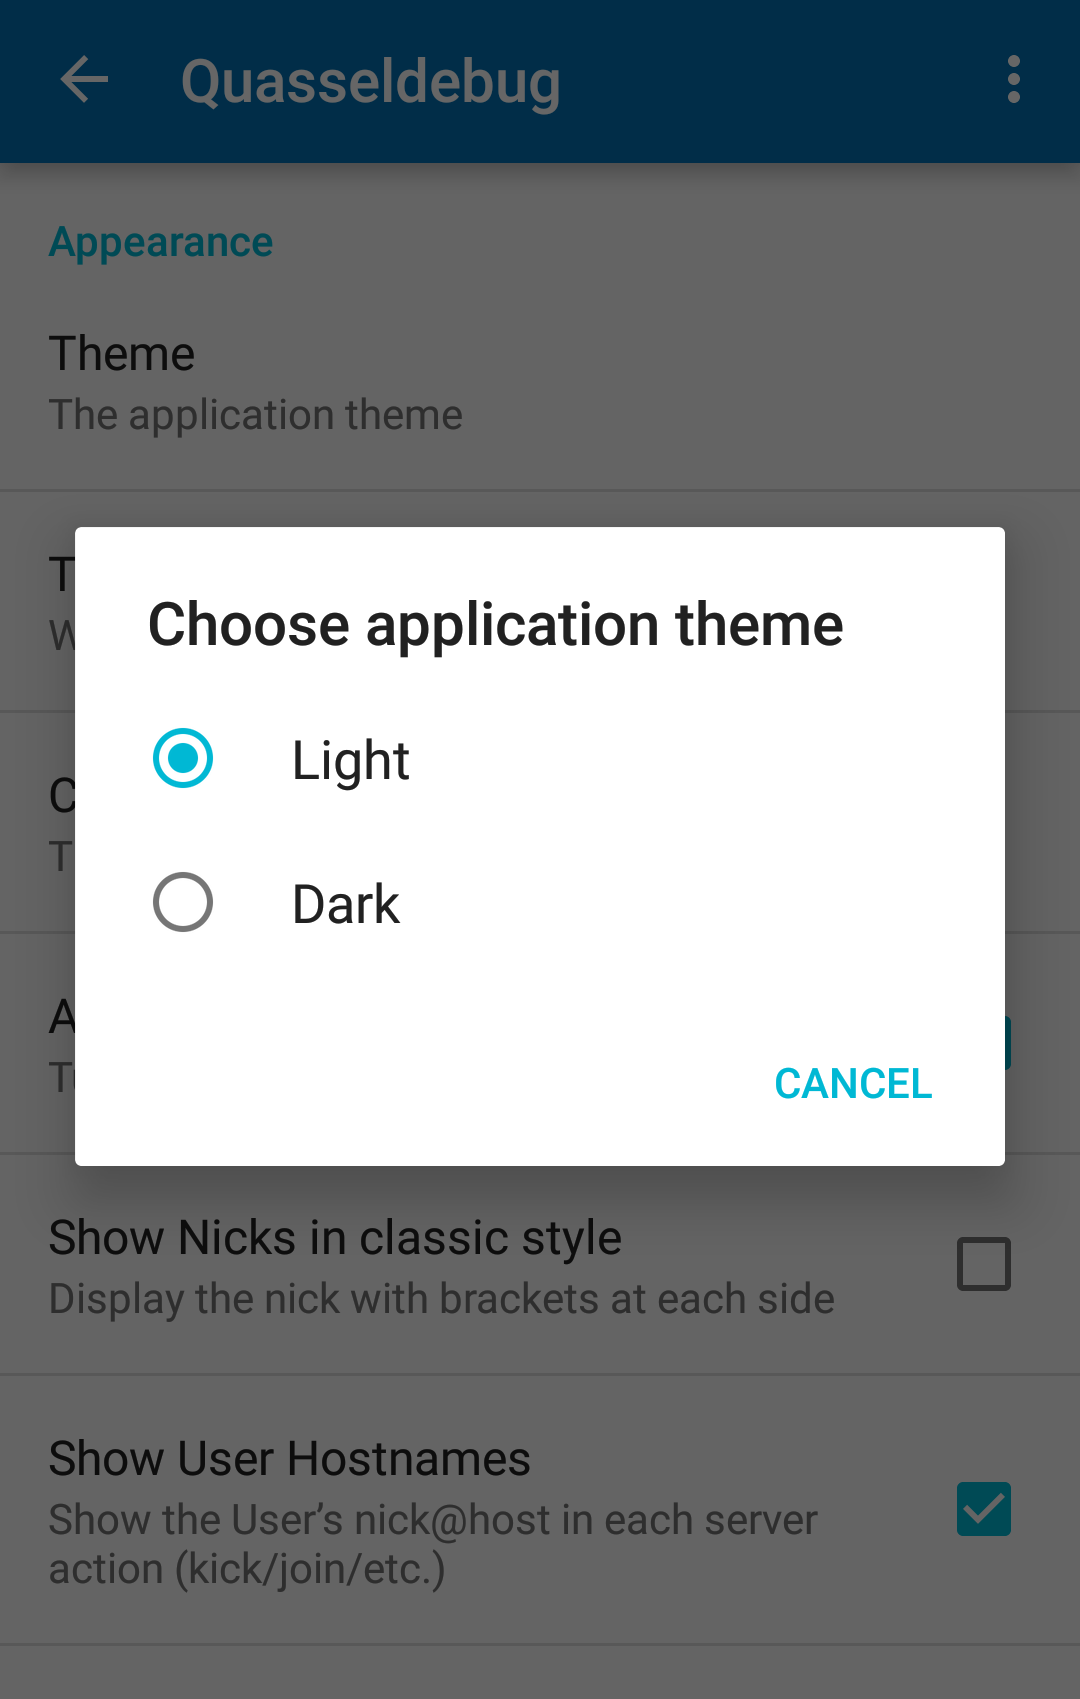 Quasseldebug
Appearance
Theme
The application theme
Choose application theme
Light
Dark
CANCEL
Show Nicks in classic style
Display the nick with brackets at each side
Show User Hostnames
Show the User’s nick@host in each server
action (kick/join/etc.)